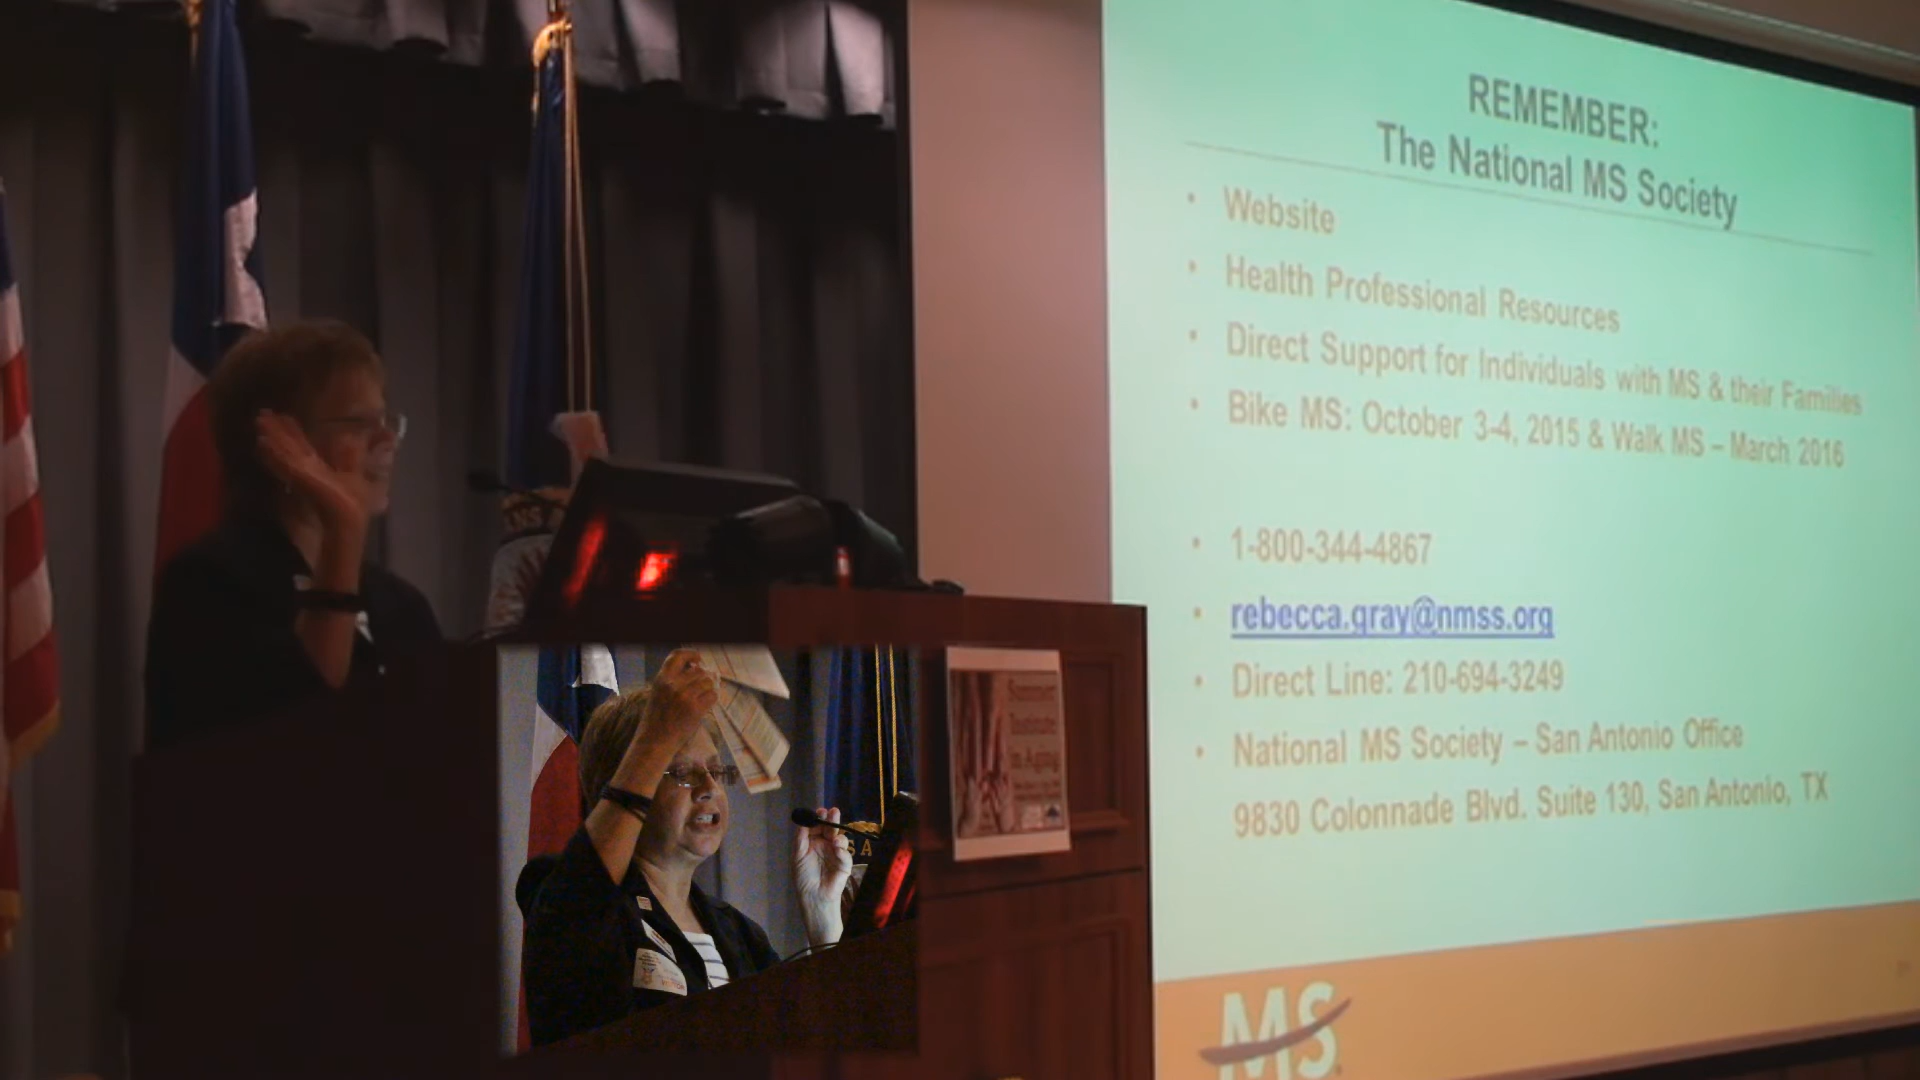 REMEMBER:
The National MS Society
• Website
• Health Professional Resources
• Direct Support for Individuals with MS & their Families
• Bike MS: October 3-4, 2015 & Walk MS – March 2016
• 1-800-344-4867
• rebecca.gray@nmss.org
• Direct Line: 210-694-3249
• National MS Society – San Antonio Office
9830 Colonnade Blvd. Suite 130, San Antonio, TX
MS
Summer
Institute
in Aging